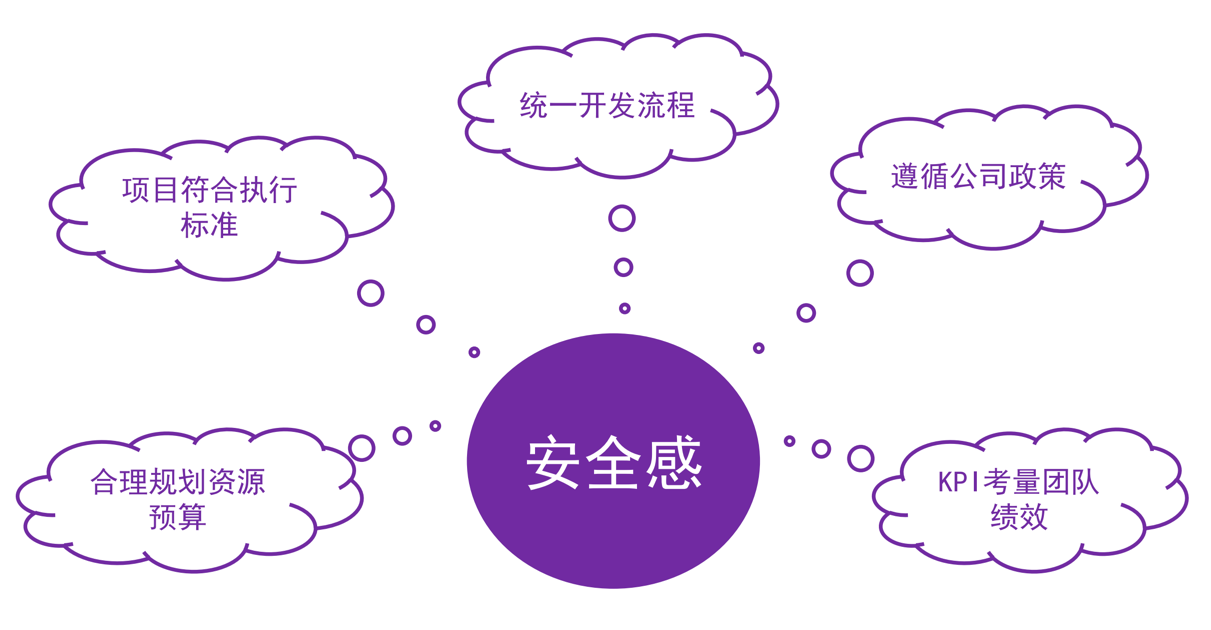 统一开发流程
遵循公司政策
项目符合执行
标准
安全感
合理规划资源
预算
KPI考量团队
绩效